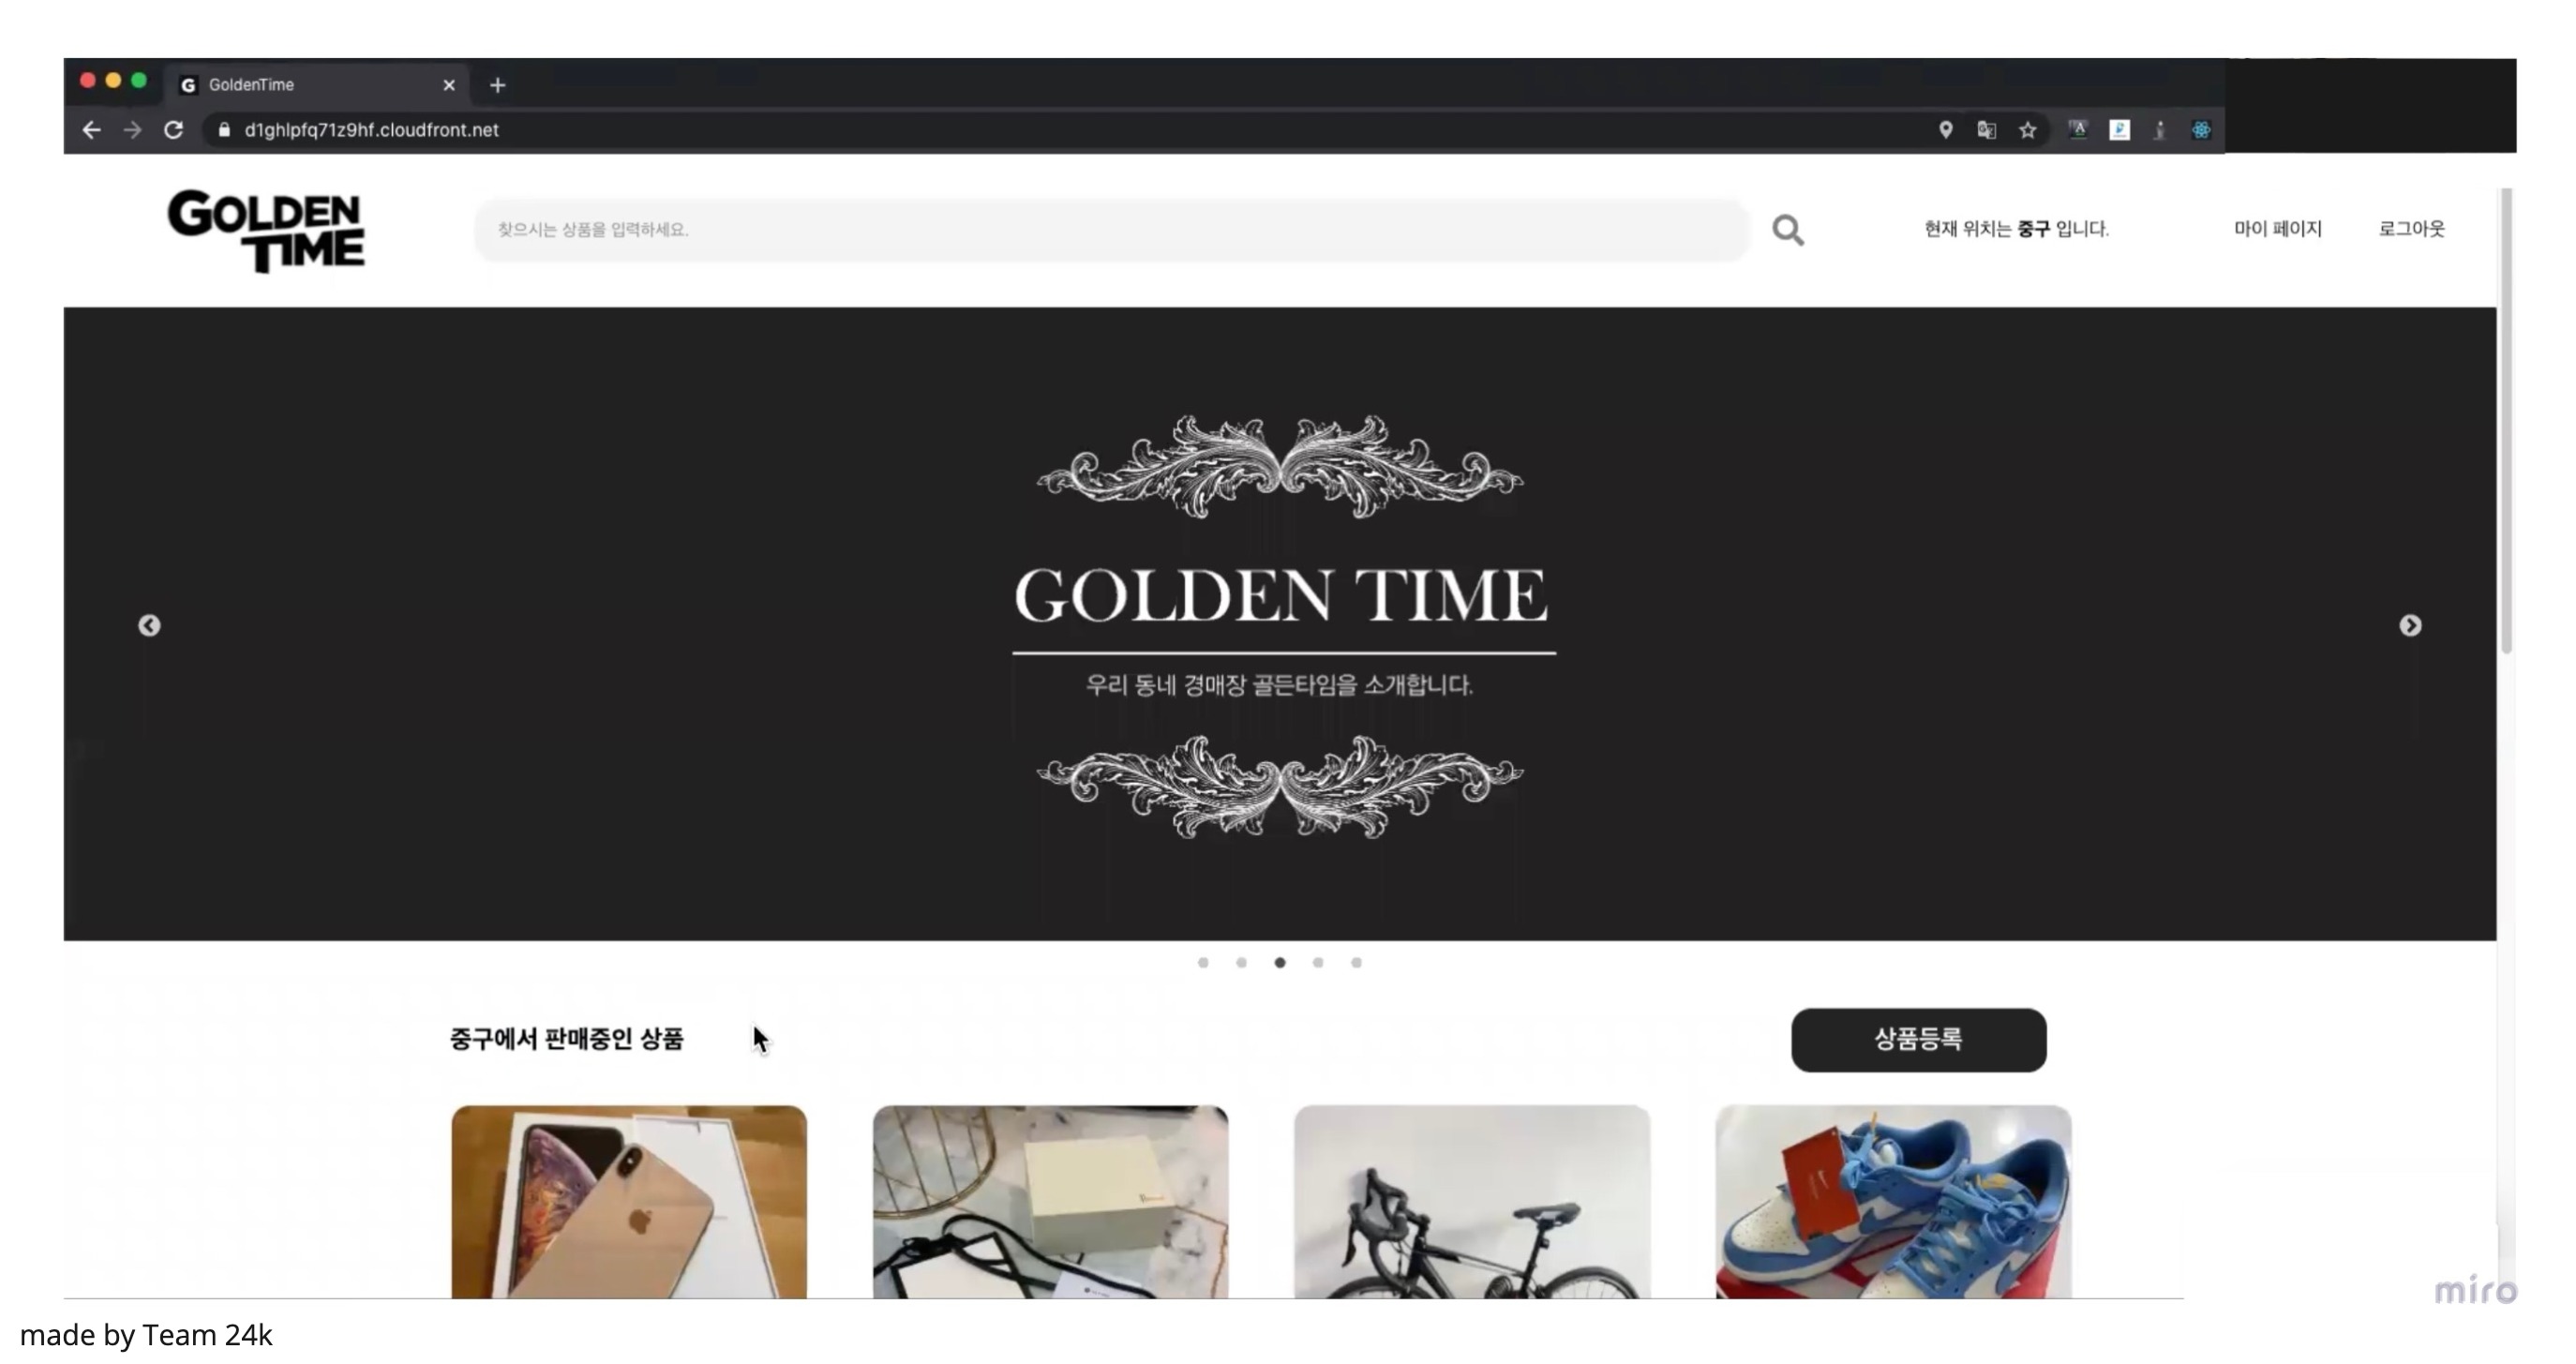 GoldenTime
d1ghlpfq71z9hf.cloudfront.net
GOLDEN
TIME
찾으시는 상품을 입력하세요.
현재 위치는 중구 입니다.
마이 페이지
로그아웃
GOLDEN TIME
우리 동네 경매장 골든타임을 소개합니다.
중구에서 판매중인 상품
상품등록
miro
made by Team 24k